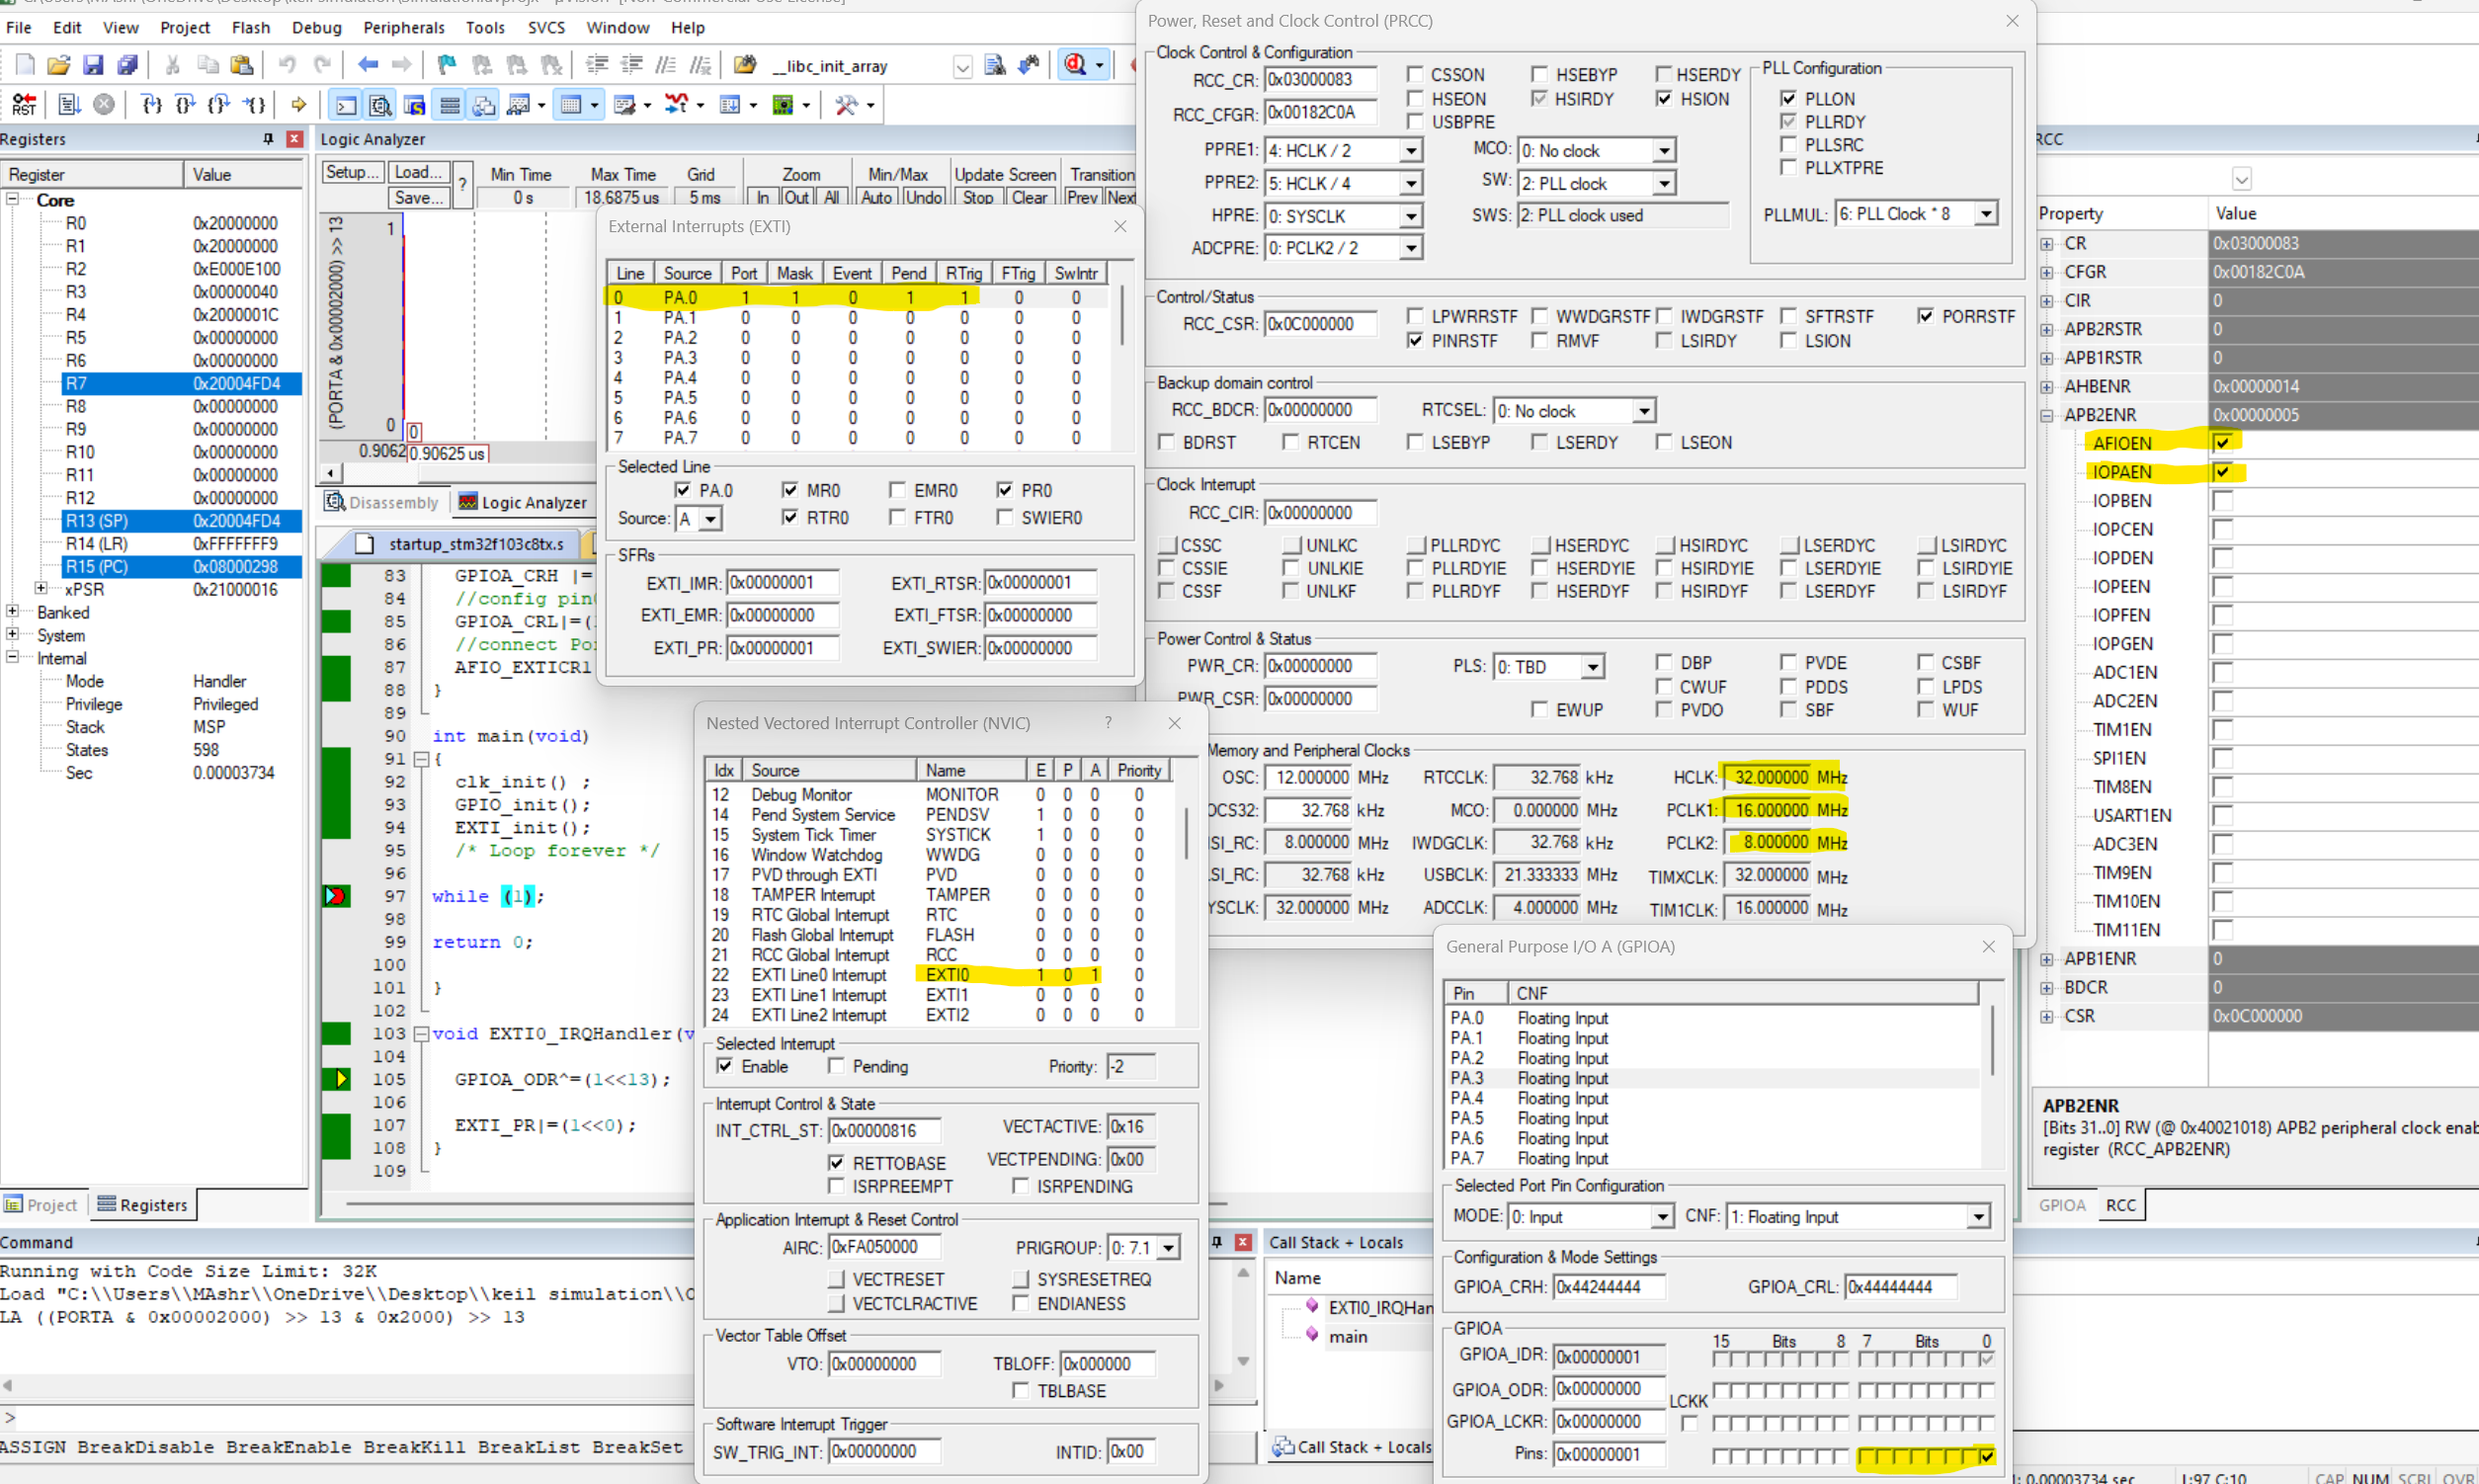 File Edit View Project Flash Debug Peripherals Tools SVCS Window Help
__libc_init_array
RST
Registers
Register Value
Core
R0 0x20000000
R1 0x20000000
R2 0xE000E100
R3 0x00000040
R4 0x2000001C
R5 0x00000000
R6 0x00000000
R7 0x20004FD4
R8 0x00000000
R9 0x00000000
R10 0x00000000
R11 0x00000000
R12 0x00000000
R13 (SP) 0x20004FD4
R14 (LR) 0xFFFFFFF9
R15 (PC) 0x08000298
xPSR 0x21000016
Banked
System
Internal
Mode Handler
Privilege Privileged
Stack MSP
States 598
Sec 0.00003734
Project Registers
Logic Analyzer
Setup... Load... ? Min Time Max Time Grid Zoom Min/Max Update Screen Transition
Save... 0 s 18.6875 us 5 ms In Out All Auto Undo Stop Clear Prev Next
(PORTA & 0x00002000) >> 13
1
0
0
0.9062 0.90625 us
Disassembly Logic Analyzer
startup_stm32f103c8tx.s
83 GPIOA_CRH |=
84 //config pin
85 GPIOA_CRL|=(
86 //connect Po
87 AFIO_EXTICR1
88 }
89
90 int main(void)
91 {
92 clk_init() ;
93 GPIO_init();
94 EXTI_init();
95 /* Loop forever */
96
97 while (1);
98
99 return 0;
100
101 }
102
103 void EXTI0_IRQHandler(v
104
105 GPIOA_ODR^=(1<<13);
106
107 EXTI_PR|=(1<<0);
108 }
109
External Interrupts (EXTI)
Line Source Port Mask Event Pend RTrig FTrig SwIntr
0 PA.0 1 1 0 1 1 0 0
1 PA.1 0 0 0 0 0 0 0
2 PA.2 0 0 0 0 0 0 0
3 PA.3 0 0 0 0 0 0 0
4 PA.4 0 0 0 0 0 0 0
5 PA.5 0 0 0 0 0 0 0
6 PA.6 0 0 0 0 0 0 0
7 PA.7 0 0 0 0 0 0 0
Selected Line
PA.0 MR0 EMR0 PR0
Source: A RTR0 FTR0 SWIER0
SFRs
EXTI_IMR: 0x00000001 EXTI_RTSR: 0x00000001
EXTI_EMR: 0x00000000 EXTI_FTSR: 0x00000000
EXTI_PR: 0x00000001 EXTI_SWIER: 0x00000000
Nested Vectored Interrupt Controller (NVIC) ?
Idx Source Name E P A Priority
12 Debug Monitor MONITOR 0 0 0 0
14 Pend System Service PENDSV 1 0 0 0
15 System Tick Timer SYSTICK 1 0 0 0
16 Window Watchdog WWDG 0 0 0 0
17 PVD through EXTI PVD 0 0 0 0
18 TAMPER Interrupt TAMPER 0 0 0 0
19 RTC Global Interrupt RTC 0 0 0 0
20 Flash Global Interrupt FLASH 0 0 0 0
21 RCC Global Interrupt RCC 0 0 0 0
22 EXTI Line0 Interrupt EXTI0 1 0 1 0
23 EXTI Line1 Interrupt EXTI1 0 0 0 0
24 EXTI Line2 Interrupt EXTI2 0 0 0 0
Selected Interrupt
Enable Pending Priority: -2
Interrupt Control & State
INT_CTRL_ST: 0x00000816 VECTACTIVE: 0x16
RETTOBASE VECTPENDING: 0x00
ISRPREEMPT ISRPENDING
Application Interrupt & Reset Control
AIRC: 0xFA050000 PRIGROUP: 0: 7.1
VECTRESET SYSRESETREQ
VECTCLRACTIVE ENDIANESS
Vector Table Offset
VTO: 0x00000000 TBLOFF: 0x000000
TBLBASE
Software Interrupt Trigger
SW_TRIG_INT: 0x00000000 INTID: 0x00
Power, Reset and Clock Control (PRCC)
Clock Control & Configuration
RCC_CR: 0x03000083 CSSON HSEBYP HSERDY PLL Configuration
HSEON HSIRDY HSION PLLON
RCC_CFGR: 0x00182C0A USBPRE PLLRDY
PPRE1: 4: HCLK / 2 MCO: 0: No clock PLLSRC
PLLXTPRE
PPRE2: 5: HCLK / 4 SW: 2: PLL clock
HPRE: 0: SYSCLK SWS: 2: PLL clock used PLLMUL: 6: PLL Clock * 8
ADCPRE: 0: PCLK2 / 2
Control/Status
RCC_CSR: 0x0C000000 LPWRRSTF WWDGRSTF IWDGRSTF SFTRSTF PORRSTF
PINRSTF RMVF LSIRDY LSION
Backup domain control
RCC_BDCR: 0x00000000 RTCSEL: 0: No clock
BDRST RTCEN LSEBYP LSERDY LSEON
Clock Interrupt
RCC_CIR: 0x00000000
CSSC UNLKC PLLRDYC HSERDYC HSIRDYC LSERDYC LSIRDYC
CSSIE UNLKIE PLLRDYIE HSERDYIE HSIRDYIE LSERDYIE LSIRDYIE
CSSF UNLKF PLLRDYF HSERDYF HSIRDYF LSERDYF LSIRDYF
Power Control & Status
PWR_CR: 0x00000000 PLS: 0: TBD DBP PVDE CSBF
CWUF PDDS LPDS
PWR_CSR: 0x00000000 EWUP PVDO SBF WUF
Memory and Peripheral Clocks
OSC: 12.000000 MHz RTCCLK: 32.768 kHz HCLK: 32.000000 MHz
OCS32: 32.768 kHz MCO: 0.000000 MHz PCLK1: 16.000000 MHz
SI_RC: 8.000000 MHz IWDGCLK: 32.768 kHz PCLK2: 8.000000 MHz
SI_RC: 32.768 kHz USBCLK: 21.333333 MHz TIMXCLK: 32.000000 MHz
YSCLK: 32.000000 MHz ADCCLK: 4.000000 MHz TIM1CLK: 16.000000 MHz
General Purpose I/O A (GPIOA)
Pin CNF
PA.0 Floating Input
PA.1 Floating Input
PA.2 Floating Input
PA.3 Floating Input
PA.4 Floating Input
PA.5 Floating Input
PA.6 Floating Input
PA.7 Floating Input
Selected Port Pin Configuration
MODE: 0: Input CNF: 1: Floating Input
Configuration & Mode Settings
GPIOA_CRH: 0x44244444 GPIOA_CRL: 0x44444444
GPIOA 15 Bits 8 7 Bits 0
GPIOA_IDR: 0x00000001
GPIOA_ODR: 0x00000000
LCKK
GPIOA_LCKR: 0x00000000
Pins: 0x00000001
RCC
Property Value
CR 0x03000083
CFGR 0x00182C0A
CIR 0
APB2RSTR 0
APB1RSTR 0
AHBENR 0x00000014
APB2ENR 0x00000005
AFIOEN
IOPAEN
IOPBEN
IOPCEN
IOPDEN
IOPEEN
IOPFEN
IOPGEN
ADC1EN
ADC2EN
TIM1EN
SPI1EN
TIM8EN
USART1EN
ADC3EN
TIM9EN
TIM10EN
TIM11EN
APB1ENR 0
BDCR 0
CSR 0x0C000000
APB2ENR
[Bits 31..0] RW (@ 0x40021018) APB2 peripheral clock enab
register (RCC_APB2ENR)
GPIOA RCC
Command
Running with Code Size Limit: 32K
Load "C:\\Users\\MAshr\\OneDrive\\Desktop\\keil simulation\\
LA ((PORTA & 0x00002000) >> 13 & 0x2000) >> 13
>
ASSIGN BreakDisable BreakEnable BreakKill BreakList BreakSet
Call Stack + Locals
Name
EXTI0_IRQHan
main
Call Stack + Locals
0.00003734 sec L:97 C:10 CAP NUM SCRL OVR